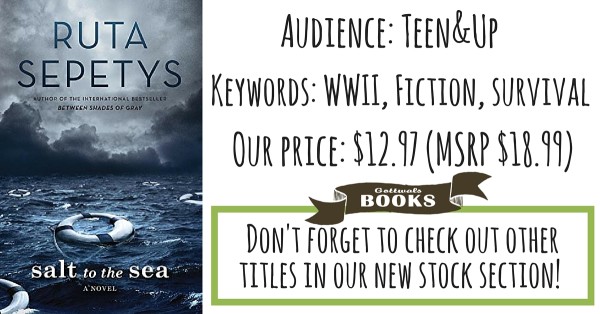 RUTA
SEPETYS
AUTHOR OF THE INTERNATIONAL BESTSELLER
BETWEEN SHADES OF GRAY
salt to the sea
A NOVEL
AUDIENCE: TEEN&UP
KEYWORDS: WWII, FICTION, SURVIVAL
OUR PRICE: $12.97 (MSRP $18.99)
Gottwals
BOOKS
DON'T FORGET TO CHECK OUT OTHER
TITLES IN OUR NEW STOCK SECTION!